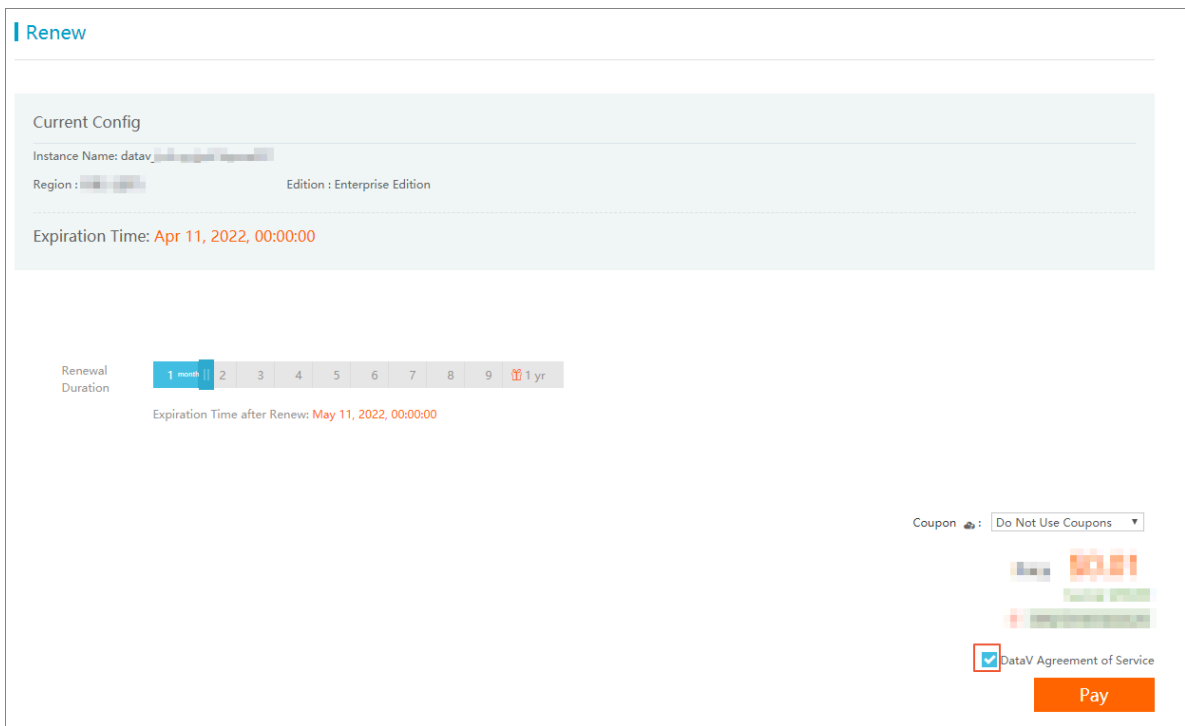 Renew
Current Config
Instance Name: datav_
Region : Edition : Enterprise Edition
Expiration Time: Apr 11, 2022, 00:00:00
Renewal Duration
1 month 2 3 4 5 6 7 8 9 1 yr
Expiration Time after Renew: May 11, 2022, 00:00:00
Coupon : Do Not Use Coupons
DataV Agreement of Service
Pay